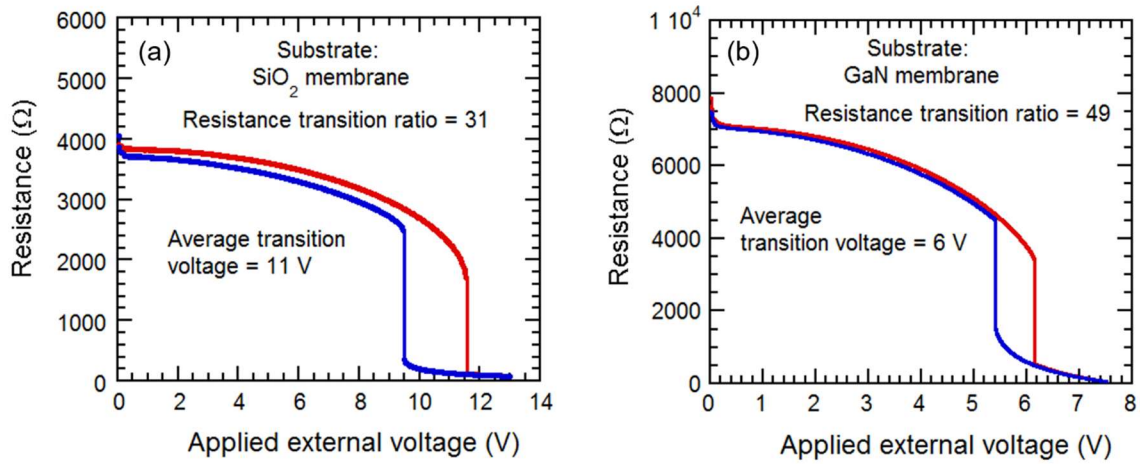 (a)
Substrate:
SiO2 membrane
Resistance transition ratio = 31
Average transition
voltage = 11 V
Resistance (Ω)
6000
5000
4000
3000
2000
1000
0
0 2 4 6 8 10 12 14
Applied external voltage (V)
(b)
Substrate:
GaN membrane
Resistance transition ratio = 49
Average
transition voltage = 6 V
Resistance (Ω)
1 10^4
8000
6000
4000
2000
0
0 1 2 3 4 5 6 7 8
Applied external voltage (V)